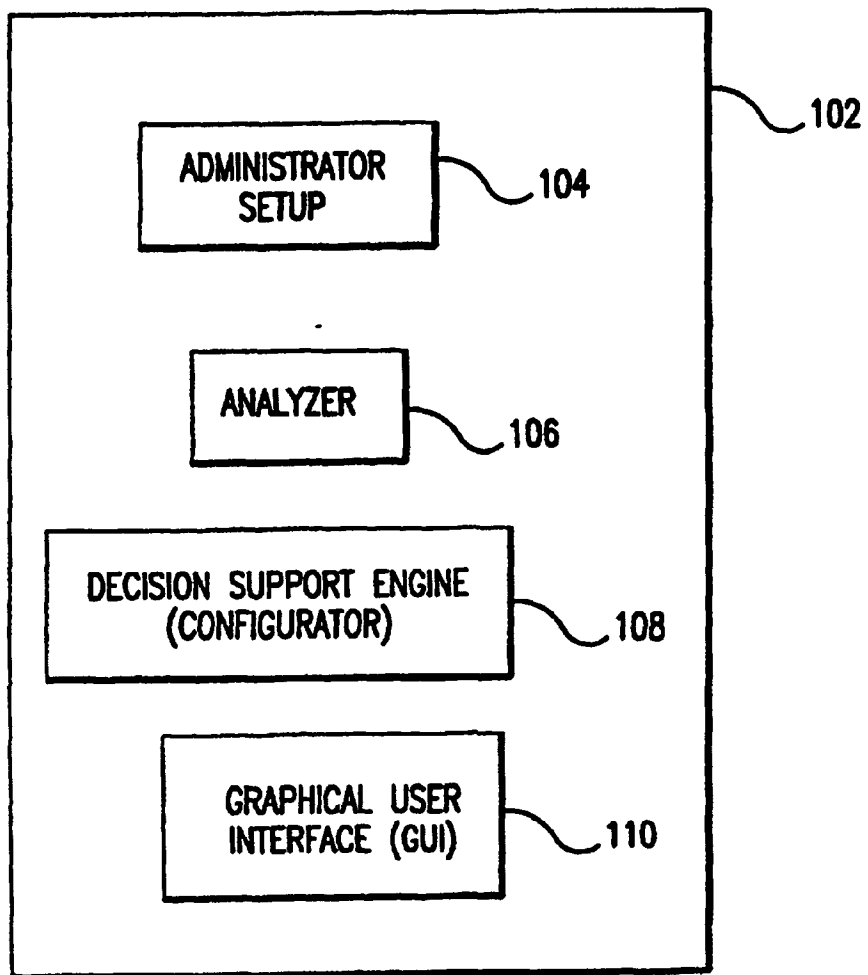 102
ADMINISTRATOR
SETUP
104
ANALYZER
106
DECISION SUPPORT ENGINE
(CONFIGURATOR)
108
GRAPHICAL USER
INTERFACE (GUI)
110